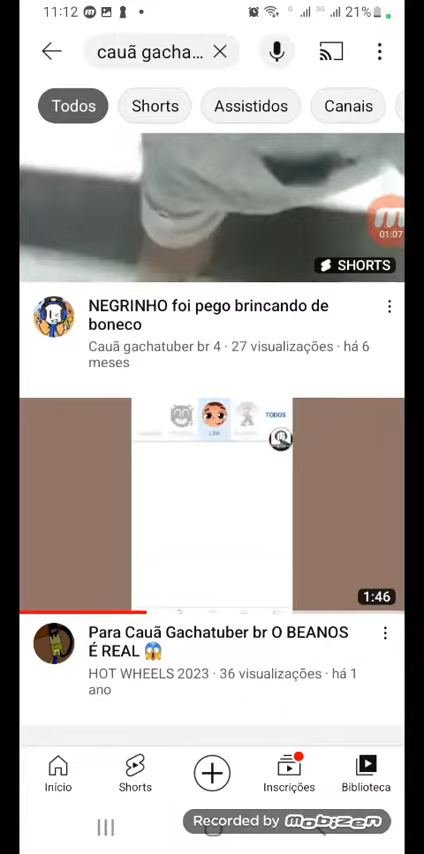 11:12
21%
cauã gacha...
Todos
Shorts
Assistidos
Canais
01:07
SHORTS
NEGRINHO foi pego brincando de
boneco
Cauã gachatuber br 4 · 27 visualizações · há 6
meses
TODOS
1:46
Para Cauã Gachatuber br O BEANOS
É REAL 😱
HOT WHEELS 2023 · 36 visualizações · há 1
ano
Início
Shorts
Inscrições
Biblioteca
Recorded by mobizen